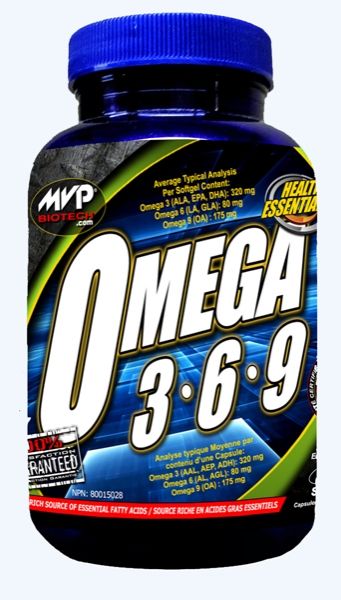 Average Typical Analysis
Per Softgel Content:
Omega 3 (ALA, EPA, DHA): 320 mg
Omega 6 (LA, GLA): 80 mg
Omega 9 (OA) : 175 mg
MVP®
BIOTECH
.com
HEALTH
ESSENTIAL
OMEGA
3·6·9
Analyse typique Moyenne par
contenu d'une Capsule:
Omega 3 (AAL, AEP, ADH): 320 mg
Omega 6 (AL, AGL): 80 mg
Omega 9 (OA) : 175 mg
NPN: 80015028
RICH SOURCE OF ESSENTIAL FATTY ACIDS / SOURCE RICHE EN ACIDES GRAS ESSENTIELS